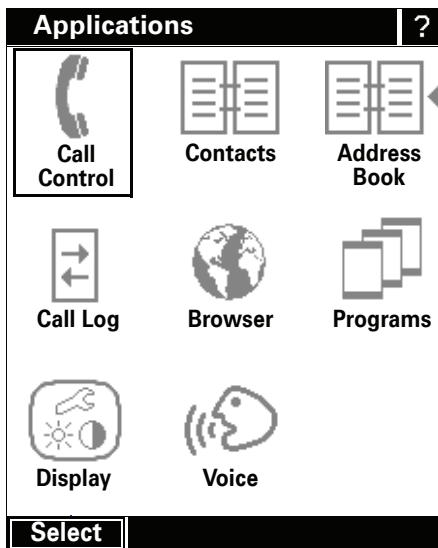 Applications ?
Call
Control
Contacts
Address
Book
Call Log
Browser
Programs
Display
Voice
Select